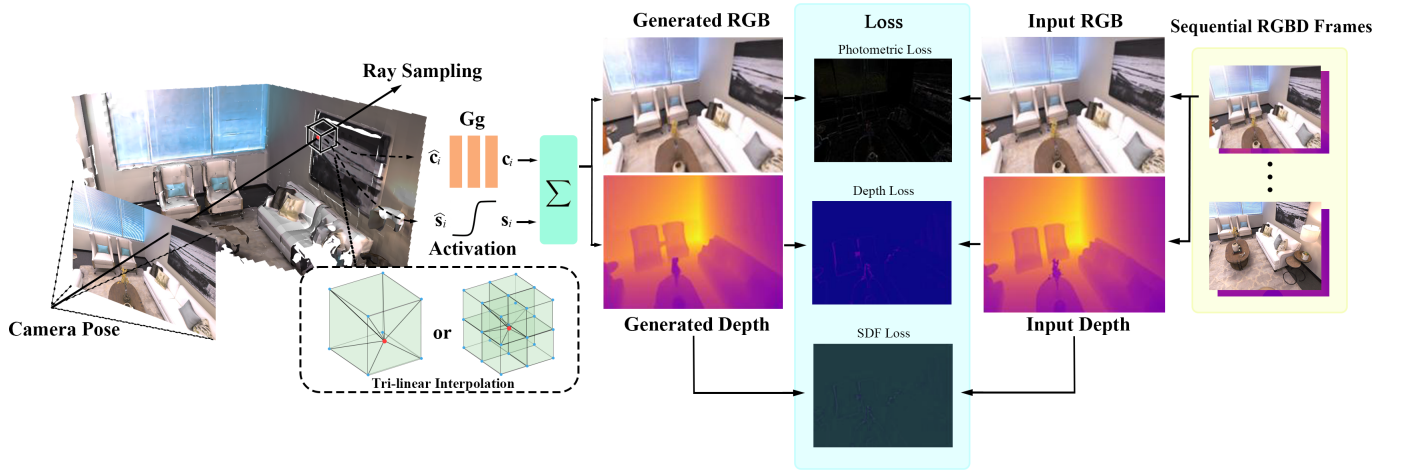 Ray Sampling
Camera Pose
Gg
ĉᵢ
cᵢ
ŝᵢ
sᵢ
Activation
∑
or
Tri-linear Interpolation
Generated RGB
Generated Depth
Loss
Photometric Loss
Depth Loss
SDF Loss
Input RGB
Input Depth
Sequential RGBD Frames